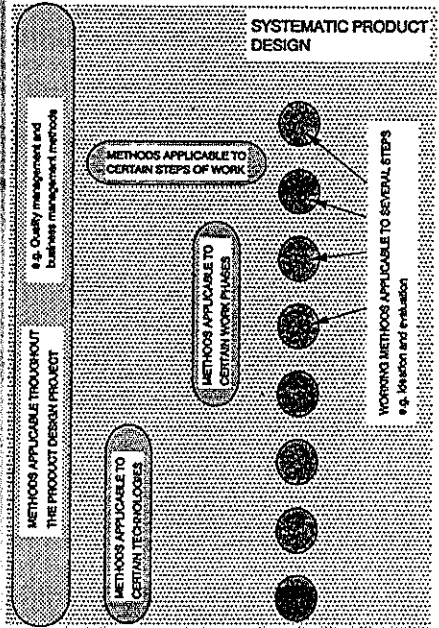 SYSTEMATIC PRODUCT
DESIGN
METHODS APPLICABLE TROUGHOUT
THE PRODUCT DESIGN PROJECT
e.g. Quality management and
business management methods
METHODS APPLICABLE TO
CERTAIN TECHNOLOGIES
METHODS APPLICABLE TO
CERTAIN WORK PHASES
METHODS APPLICABLE TO
CERTAIN STEPS OF WORK
WORKING METHODS APPLICABLE TO SEVERAL STEPS
e.g. ideation and evaluation